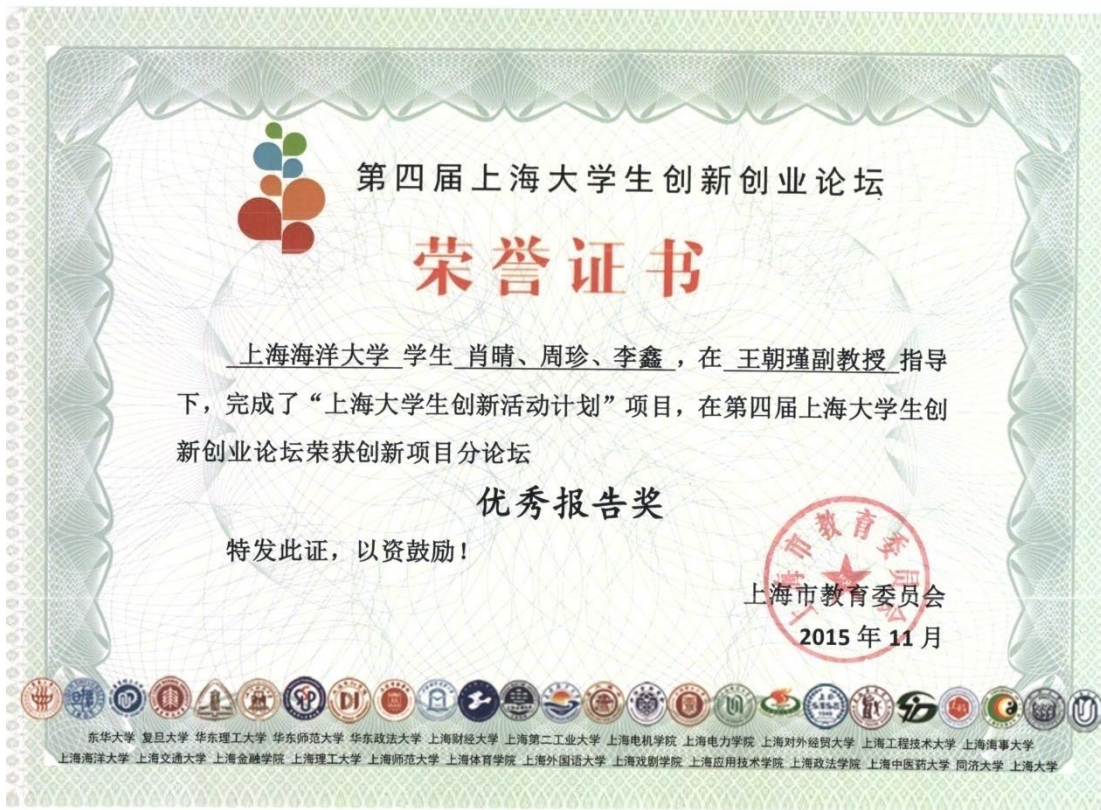 第四届上海大学生创新创业论坛
荣誉证书
上海海洋大学 学生 肖晴、周珍、李鑫 ，在 王朝瑾副教授 指导
下，完成了“上海大学生创新活动计划”项目，在第四届上海大学生创
新创业论坛荣获创新项目分论坛
优秀报告奖
特发此证，以资鼓励！
上海市教育委员会
上海市教育委员会
2015 年 11 月
东华大学 复旦大学 华东理工大学 华东师范大学 华东政法大学 上海财经大学 上海第二工业大学 上海电机学院 上海电力学院 上海对外经贸大学 上海工程技术大学 上海海事大学
上海海洋大学 上海交通大学 上海金融学院 上海理工大学 上海师范大学 上海体育学院 上海外国语大学 上海戏剧学院 上海应用技术学院 上海政法学院 上海中医药大学 同济大学 上海大学